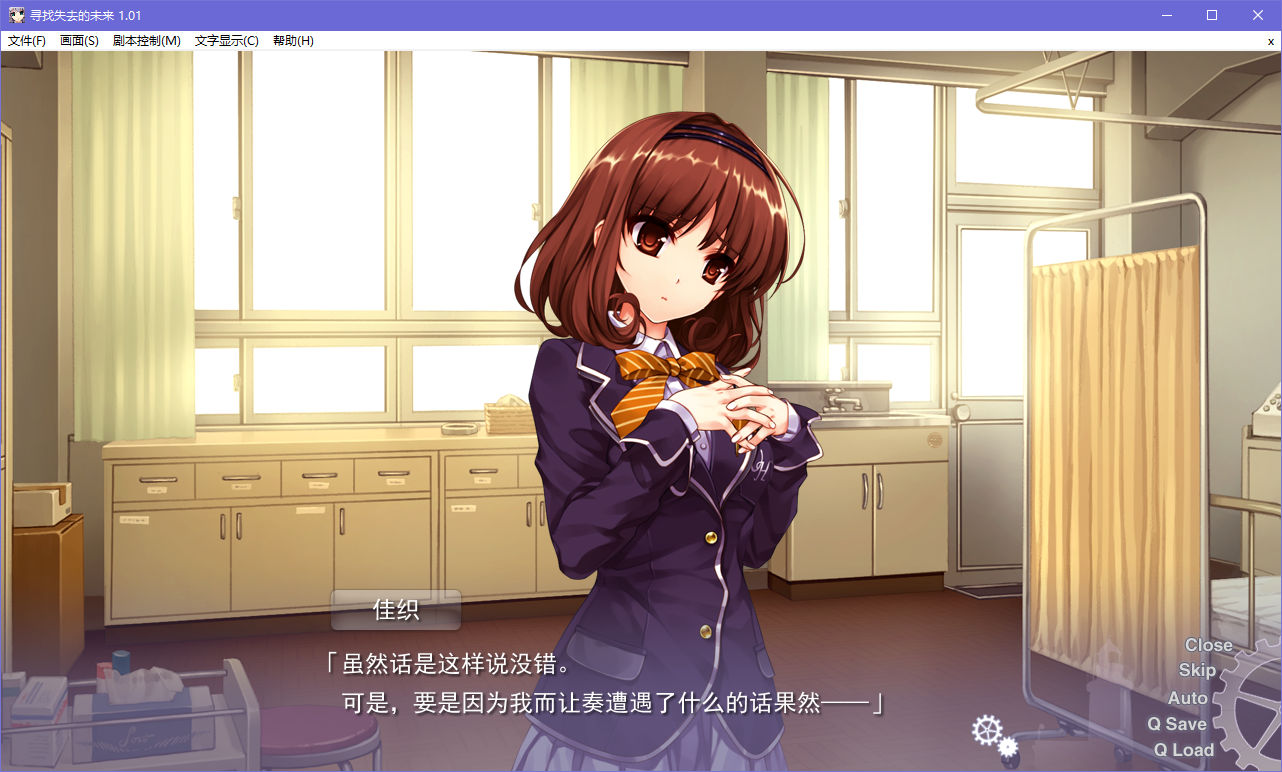 寻找失去的未来 1.01
文件(F) 画面(S) 剧本控制(M) 文字显示(C) 帮助(H) x
佳织
「虽然话是这样说没错。
可是，要是因为我而让奏遭遇了什么的话果然——」
Close
Skip
Auto
Q Save
Q Load